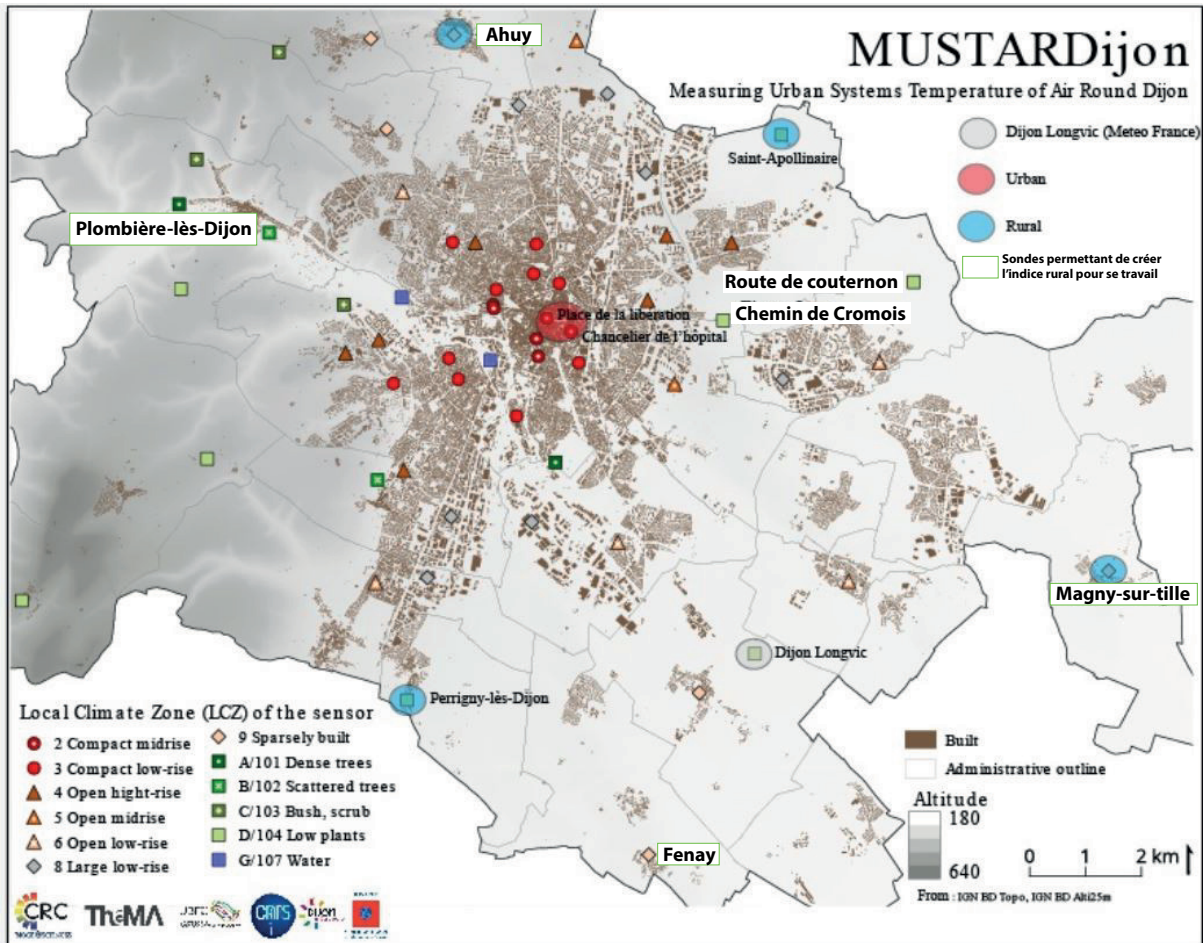 MUSTARDijon
Measuring Urban Systems Temperature of Air Round Dijon
Dijon Longvic (Meteo France)
Urban
Rural
Sondes permettant de créer
l'indice rural pour se travail
Ahuy
Saint-Apollinaire
Plombière-lès-Dijon
Route de couternon
Chemin de Cromois
Place de la libération
Chancelier de l'hôpital
Magny-sur-tille
Dijon Longvic
Perrigny-lès-Dijon
Fenay
Local Climate Zone (LCZ) of the sensor
2 Compact midrise
3 Compact low-rise
4 Open hight-rise
5 Open midrise
6 Open low-rise
8 Large low-rise
9 Sparsely built
A/101 Dense trees
B/102 Scattered trees
C/103 Bush, scrub
D/104 Low plants
G/107 Water
Built
Administrative outline
Altitude
180
640
0 1 2 km
From : IGN BD Topo, IGN BD Alti25m
CRC
ThéMA
cnrs
DIJON